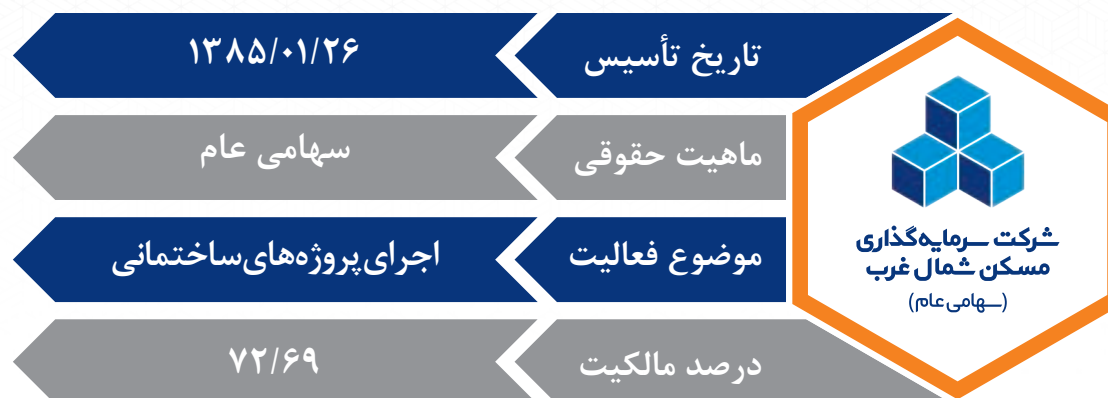 شرکت سرمایه‌گذاری
مسکن شمال غرب
(سهامی عام)
تاریخ تأسیس
۱۳۸۵/۰۱/۲۶
ماهیت حقوقی
سهامی عام
موضوع فعالیت
اجرای پروژه‌های ساختمانی
درصد مالکیت
۷۲/۶۹